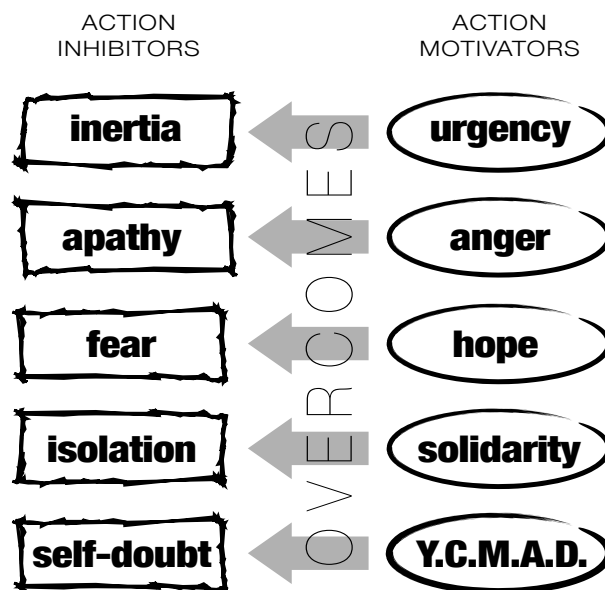 ACTION
INHIBITORS
ACTION
MOTIVATORS
inertia
urgency
apathy
anger
fear
hope
isolation
solidarity
self-doubt
Y.C.M.A.D.
OVERCOMES